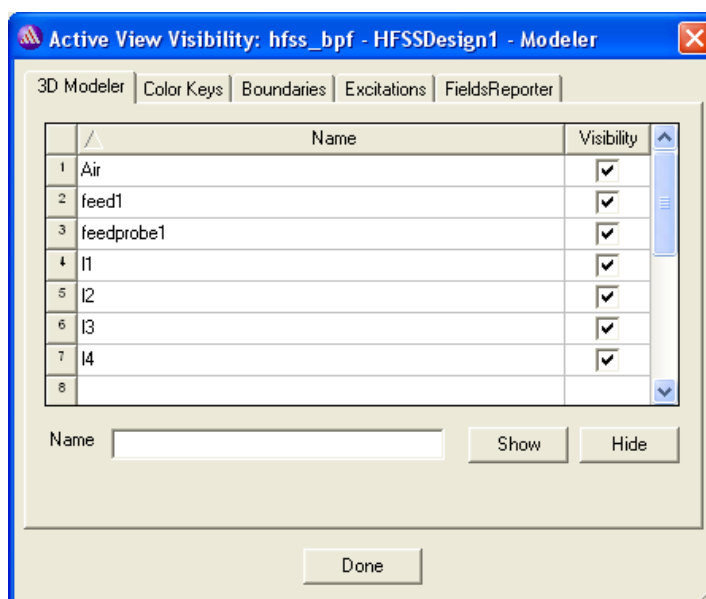 Active View Visibility: hfss_bpf - HFSSDesign1 - Modeler
3D Modeler Color Keys Boundaries Excitations FieldsReporter
Name Visibility
1 Air
2 feed1
3 feedprobe1
4 l1
5 l2
6 l3
7 l4
8
Name Show Hide
Done